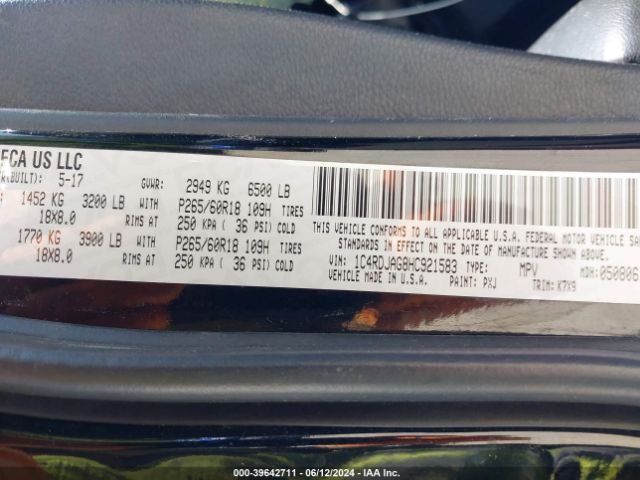 FCA US LLC
5-17 GVWR: 2949 KG 6500 LB
1452 KG 3200 LB WITH P265/60R18 109H TIRES
18X8.0 RIMS AT 250 KPA ( 36 PSI) COLD
1770 KG 3900 LB WITH P265/60R18 109H TIRES
18X8.0 RIMS AT 250 KPA ( 36 PSI) COLD
THIS VEHICLE CONFORMS TO ALL APPLICABLE U.S.A. FEDERAL MOTOR VEHICLE
STANDARDS IN EFFECT ON THE DATE OF MANUFACTURE SHOWN ABOVE.
VIN: 1C4RDJAG8HC921583 TYPE: MPV MDH: 050808
MADE IN U.S.A. PAINT: PXJ TRIM: K7X9
000-39642711 - 06/12/2024 - IAA Inc.